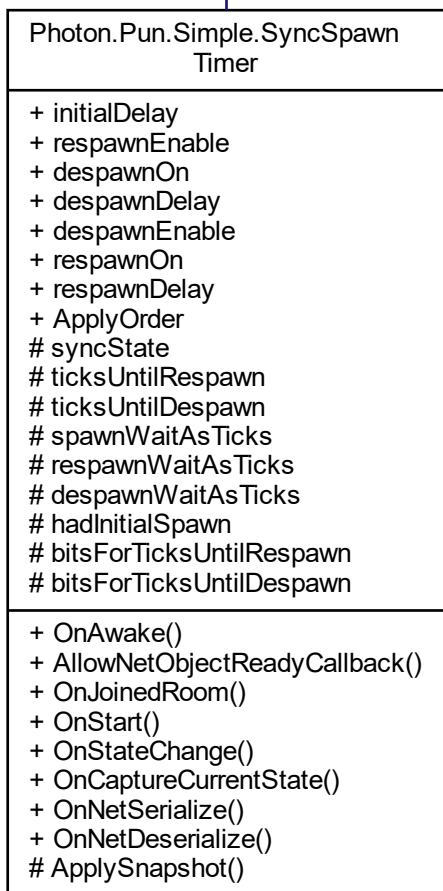 Photon.Pun.Simple.SyncSpawn
Timer
+ initialDelay
+ respawnEnable
+ despawnOn
+ despawnDelay
+ despawnEnable
+ respawnOn
+ respawnDelay
+ ApplyOrder
# syncState
# ticksUntilRespawn
# ticksUntilDespawn
# spawnWaitAsTicks
# respawnWaitAsTicks
# despawnWaitAsTicks
# hadInitialSpawn
# bitsForTicksUntilRespawn
# bitsForTicksUntilDespawn
+ OnAwake()
+ AllowNetObjectReadyCallback()
+ OnJoinedRoom()
+ OnStart()
+ OnStateChange()
+ OnCaptureCurrentState()
+ OnNetSerialize()
+ OnNetDeserialize()
# ApplySnapshot()